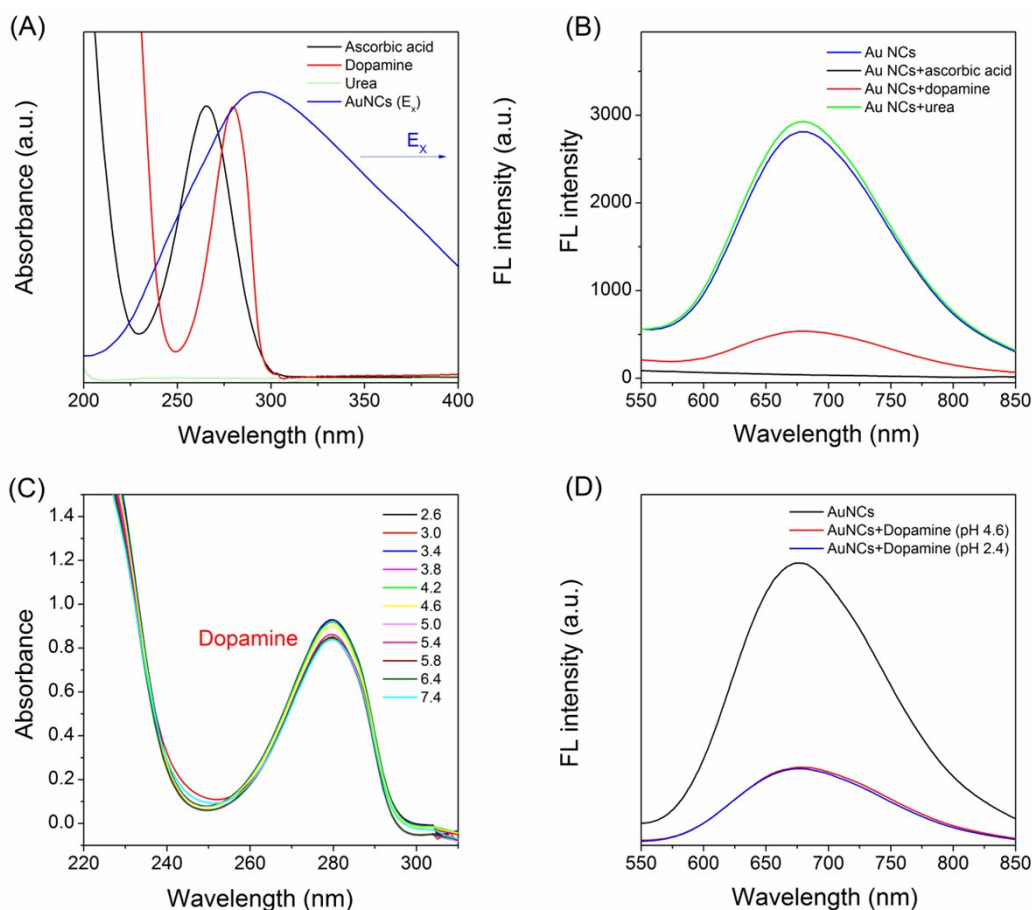 (A)
Ascorbic acid
Dopamine
Urea
AuNCs (Ex)
Ex
Absorbance (a.u.)
FL intensity (a.u.)
200 250 300 350 400
Wavelength (nm)
(B)
Au NCs
Au NCs+ascorbic acid
Au NCs+dopamine
Au NCs+urea
FL intensity
3000
2000
1000
0
550 600 650 700 750 800 850
Wavelength (nm)
(C)
2.6
3.0
3.4
3.8
4.2
4.6
5.0
5.4
5.8
6.4
7.4
Dopamine
Absorbance
1.4
1.2
1.0
0.8
0.6
0.4
0.2
0.0
220 240 260 280 300
Wavelength (nm)
(D)
AuNCs
AuNCs+Dopamine (pH 4.6)
AuNCs+Dopamine (pH 2.4)
FL intensity (a.u.)
550 600 650 700 750 800 850
Wavelength (nm)